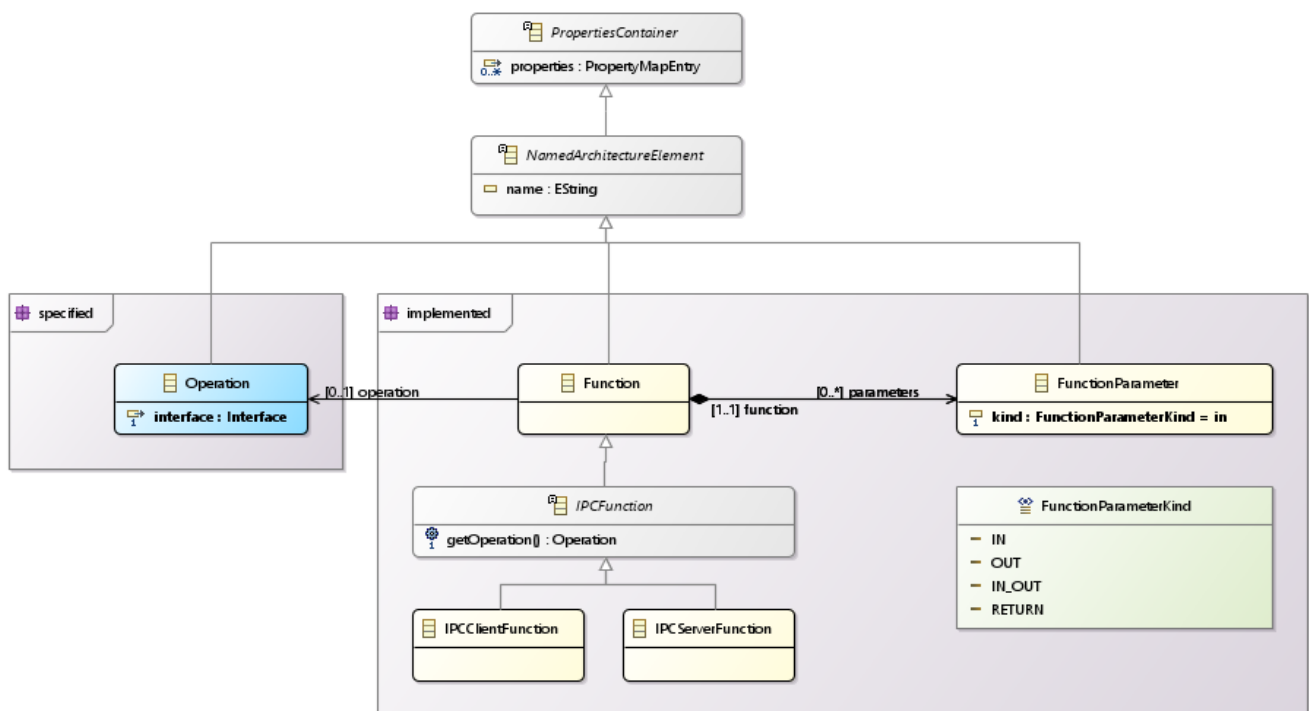 PropertiesContainer
0..* properties : PropertyMapEntry
NamedArchitectureElement
name : EString
specified
implemented
Operation
1 interface : Interface
[0..1] operation
Function
[1..1] function
[0..*] parameters
FunctionParameter
1 kind : FunctionParameterKind = in
IPCFunction
1 getOperation() : Operation
FunctionParameterKind
IN
OUT
IN_OUT
RETURN
IPCClientFunction
IPCServerFunction